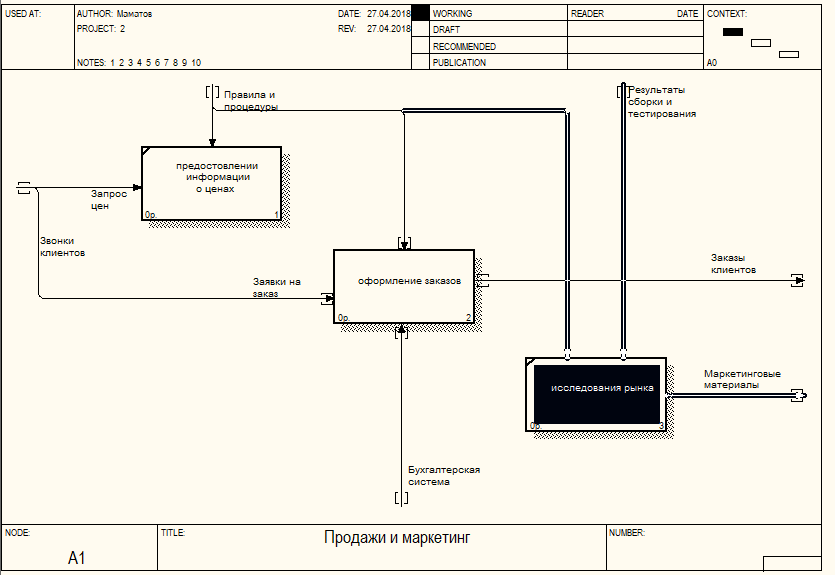 USED AT:
AUTHOR: Маматов
DATE: 27.04.2018
WORKING
READER
DATE
CONTEXT:
PROJECT: 2
REV: 27.04.2018
DRAFT
RECOMMENDED
NOTES: 1 2 3 4 5 6 7 8 9 10
PUBLICATION
A0
Правила и
процедуры
Результаты
сборки и
тестирования
предостовлении
информации
о ценах
0р.
1
Запрос
цен
Звонки
клиентов
Заявки на
заказ
оформление заказов
0р.
2
Заказы
клиентов
исследования рынка
0р.
3
Маркетинговые
материалы
Бухгалтерская
система
NODE:
A1
TITLE:
Продажи и маркетинг
NUMBER: